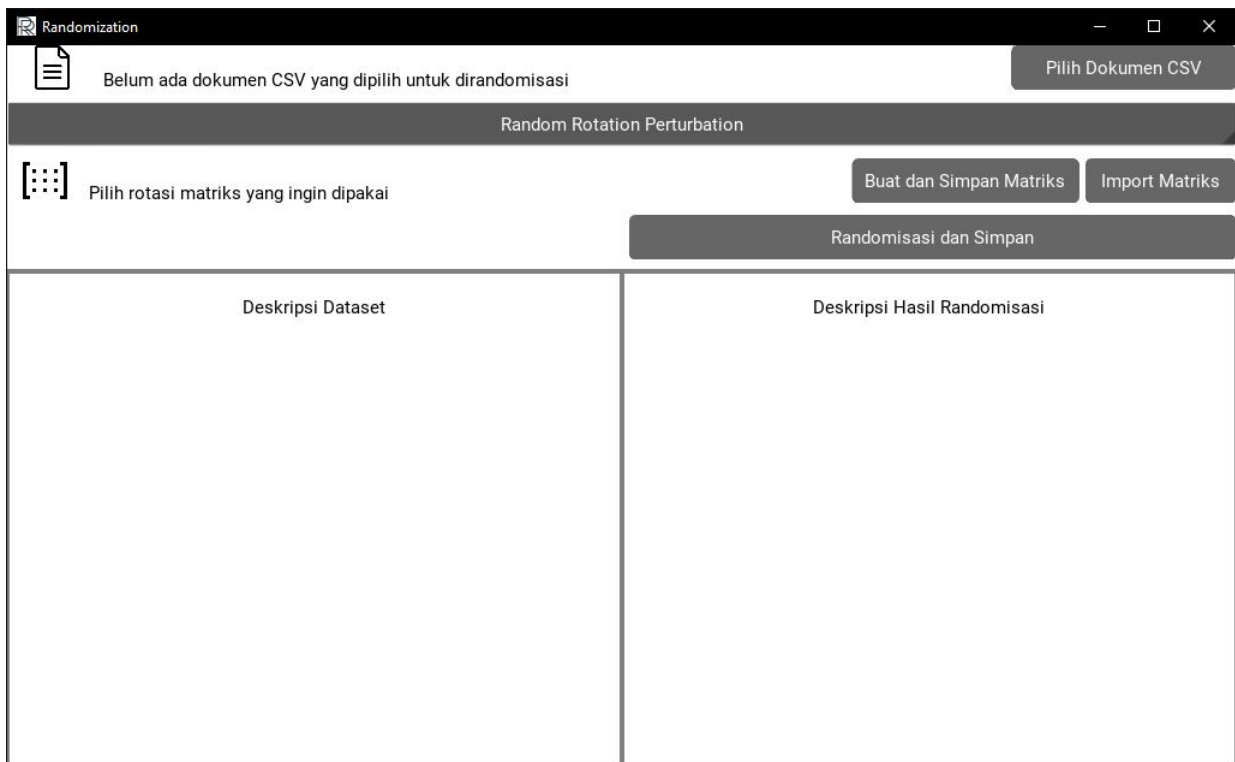 Randomization
Belum ada dokumen CSV yang dipilih untuk dirandomisasi
Pilih Dokumen CSV
Random Rotation Perturbation
Pilih rotasi matriks yang ingin dipakai
Buat dan Simpan Matriks
Import Matriks
Randomisasi dan Simpan
Deskripsi Dataset
Deskripsi Hasil Randomisasi